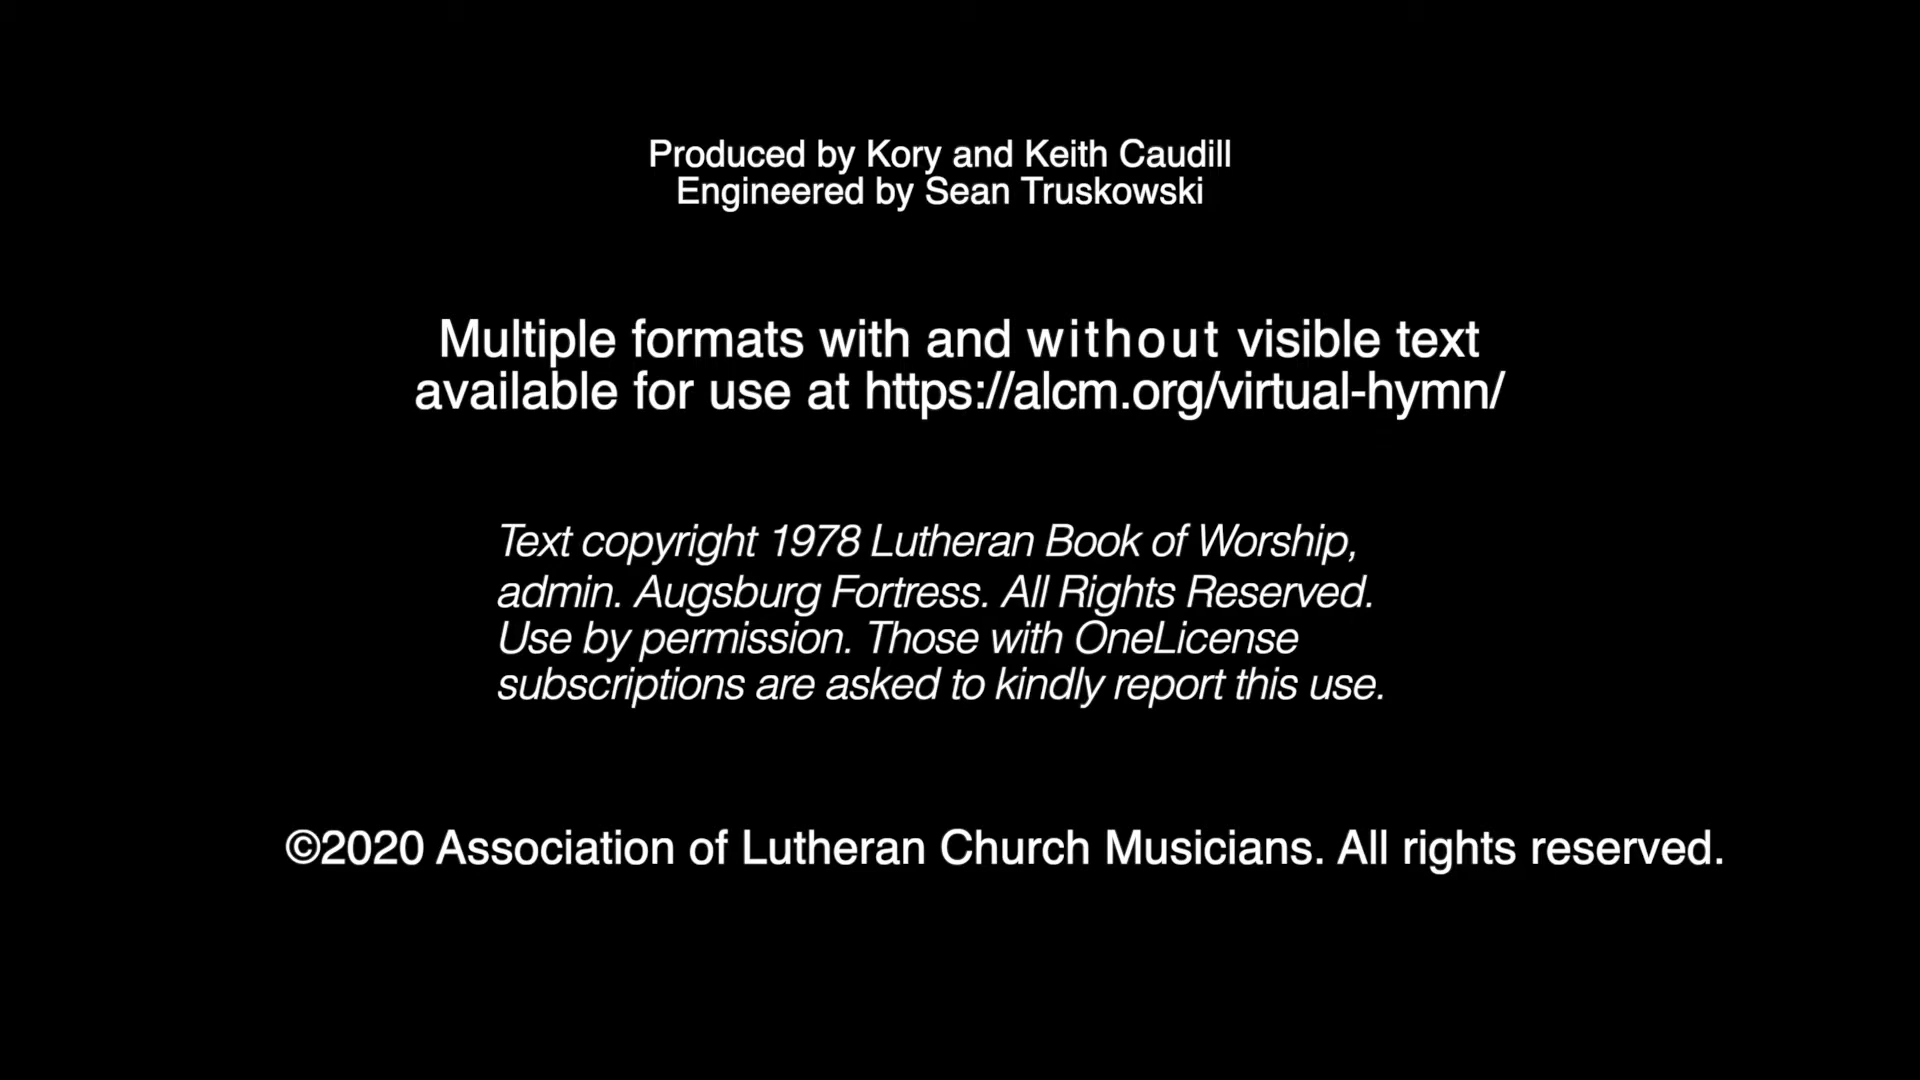 Produced by Kory and Keith Caudill
Engineered by Sean Truskowski
Multiple formats with and without visible text
available for use at https://alcm.org/virtual-hymn/
Text copyright 1978 Lutheran Book of Worship,
admin. Augsburg Fortress. All Rights Reserved.
Use by permission. Those with OneLicense
subscriptions are asked to kindly report this use.
©2020 Association of Lutheran Church Musicians. All rights reserved.